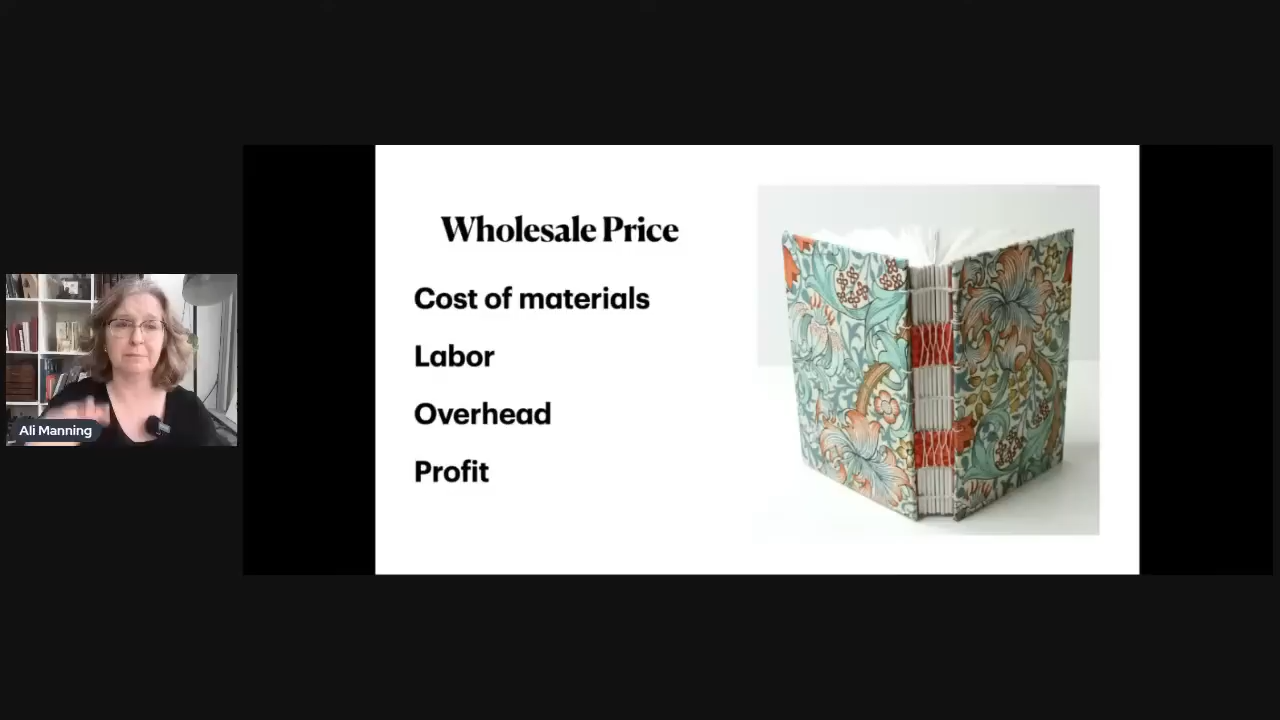 Wholesale Price
Cost of materials
Labor
Overhead
Profit
Ali Manning